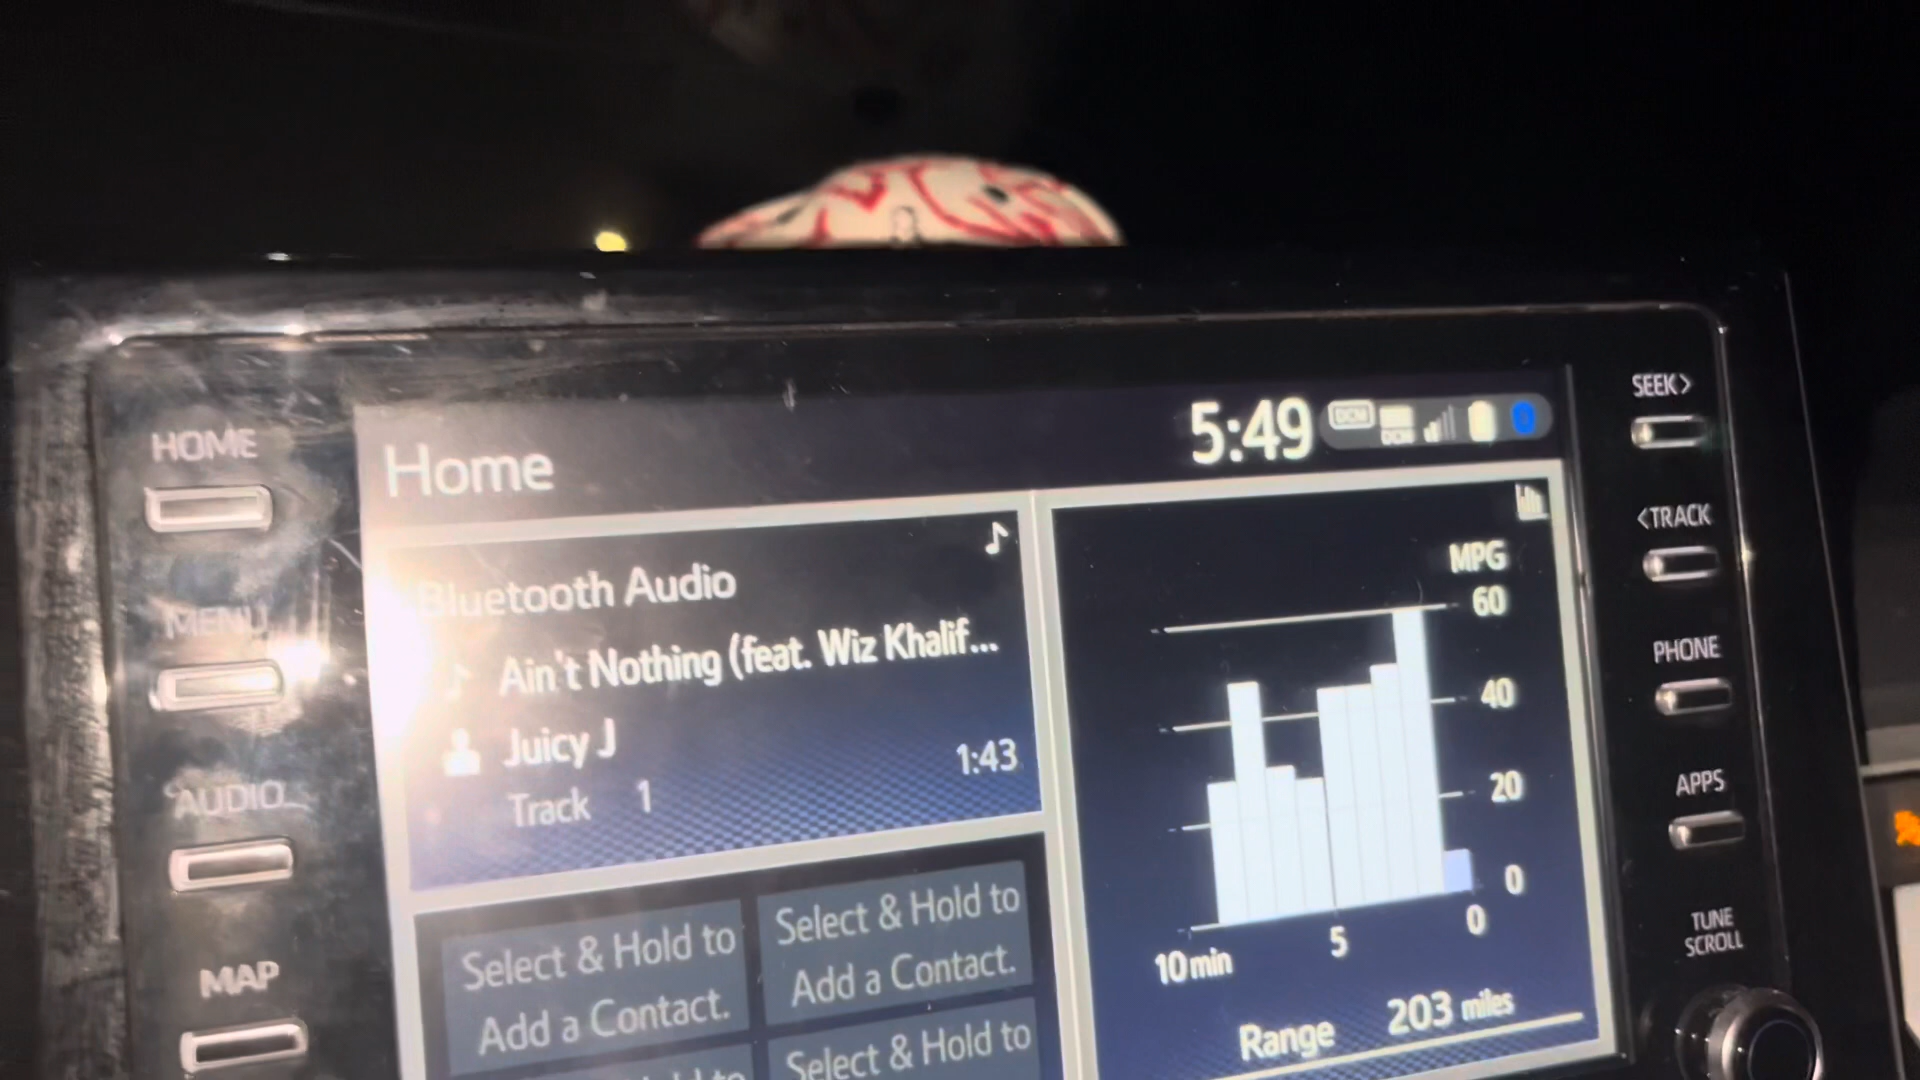 HOME
MENU
AUDIO
MAP
Home
5:49
DCM
DCM
Bluetooth Audio
Ain't Nothing (feat. Wiz Khalif...
Juicy J
1:43
Track 1
Select & Hold to
Add a Contact.
Select & Hold to
Add a Contact.
Select & Hold to
MPG
60
40
20
0
10 min
5
0
Range 203 miles
SEEK>
<TRACK
PHONE
APPS
TUNE
SCROLL